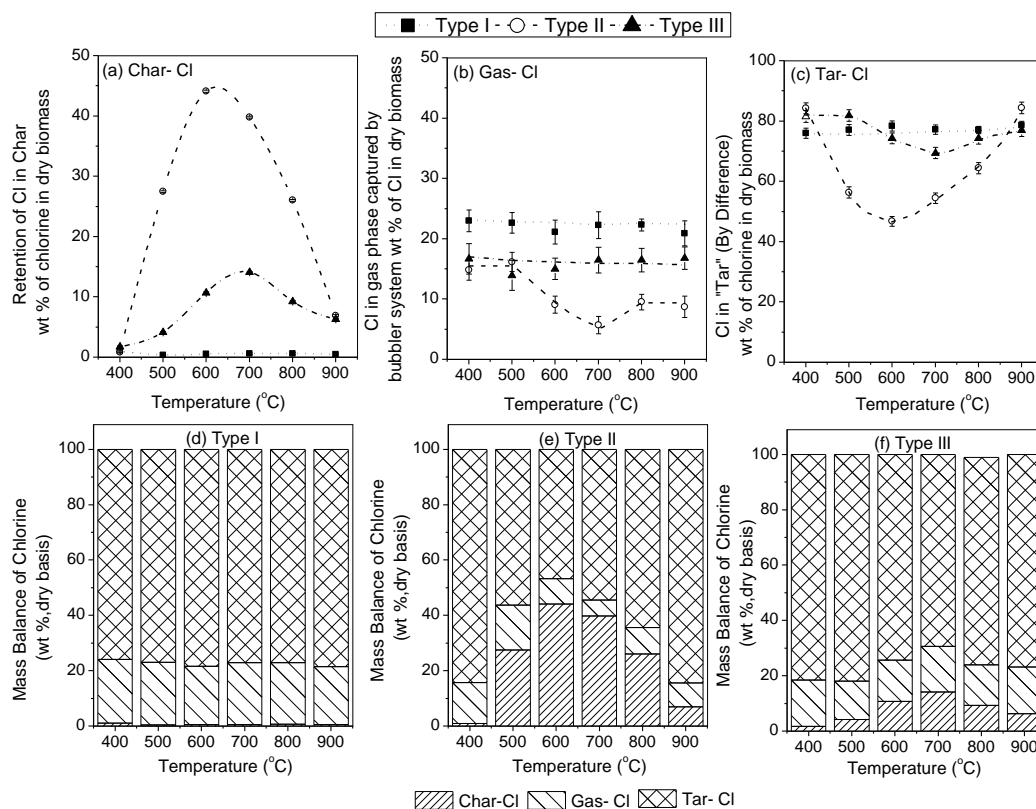 Type I Type II Type III
(a) Char- Cl
Retention of Cl in Char
wt % of chlorine in dry biomass
50
40
30
20
10
0
400 500 600 700 800 900
Temperature (°C)
(b) Gas- Cl
Cl in gas phase captured by
bubbler system wt % of Cl in dry biomass
50
40
30
20
10
0
400 500 600 700 800 900
Temperature (°C)
(c) Tar- Cl
Cl in "Tar" (By Difference)
wt % of chlorine in dry biomass
100
80
60
40
20
0
400 500 600 700 800 900
Temperature (°C)
(d) Type I
Mass Balance of Chlorine
(wt %,dry basis)
100
80
60
40
20
0
400 500 600 700 800 900
Temperature (°C)
(e) Type II
Mass Balance of Chlorine
(wt %,dry basis)
100
80
60
40
20
0
400 500 600 700 800 900
Temperature (°C)
(f) Type III
Mass Balance of Chlorine
(wt %,dry basis)
100
80
60
40
20
0
400 500 600 700 800 900
Temperature (°C)
Char-Cl Gas- Cl Tar- Cl